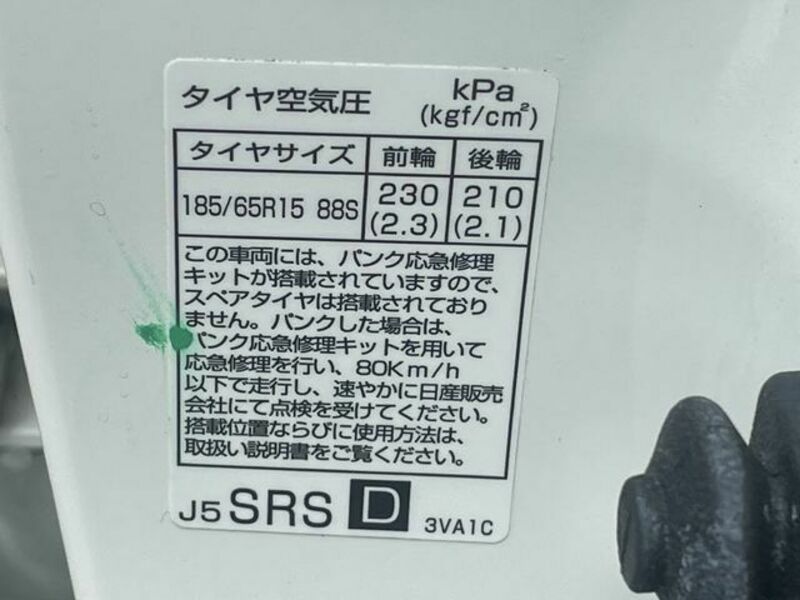 タイヤ空気圧 kPa
(kgf/cm²)
タイヤサイズ 前輪 後輪
185/65R15 88S 230 210
(2.3) (2.1)
この車両には、パンク応急修理
キットが搭載されていますので、
スペアタイヤは搭載されており
ません。パンクした場合は、
パンク応急修理キットを用いて
応急修理を行い、80Km/h
以下で走行し、速やかに日産販売
会社にて点検を受けてください。
搭載位置ならびに使用方法は、
取扱い説明書をご覧ください。
J5 SRS D 3VA1C